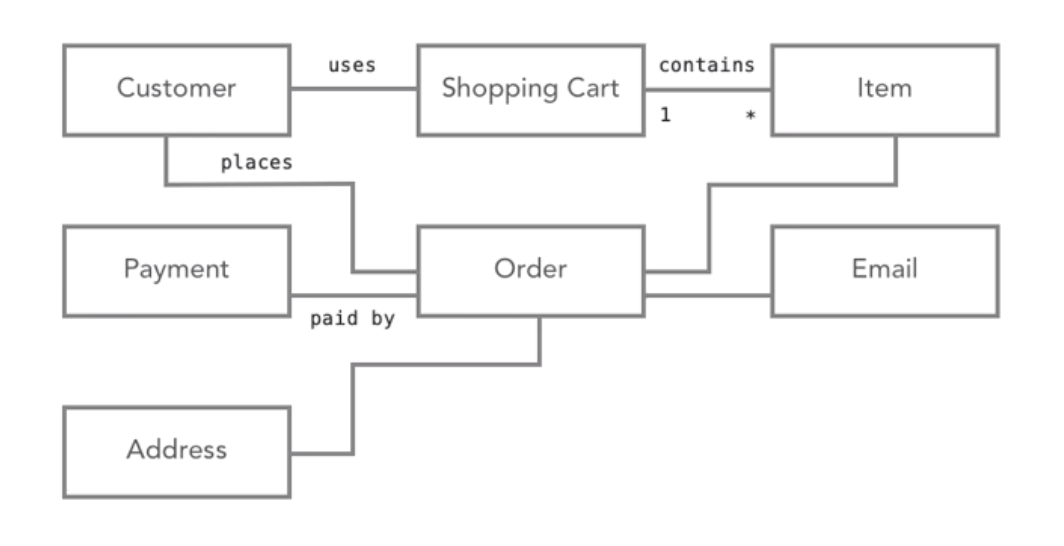 Customer
uses
Shopping Cart
contains
Item
1
*
places
Payment
Order
Email
paid by
Address